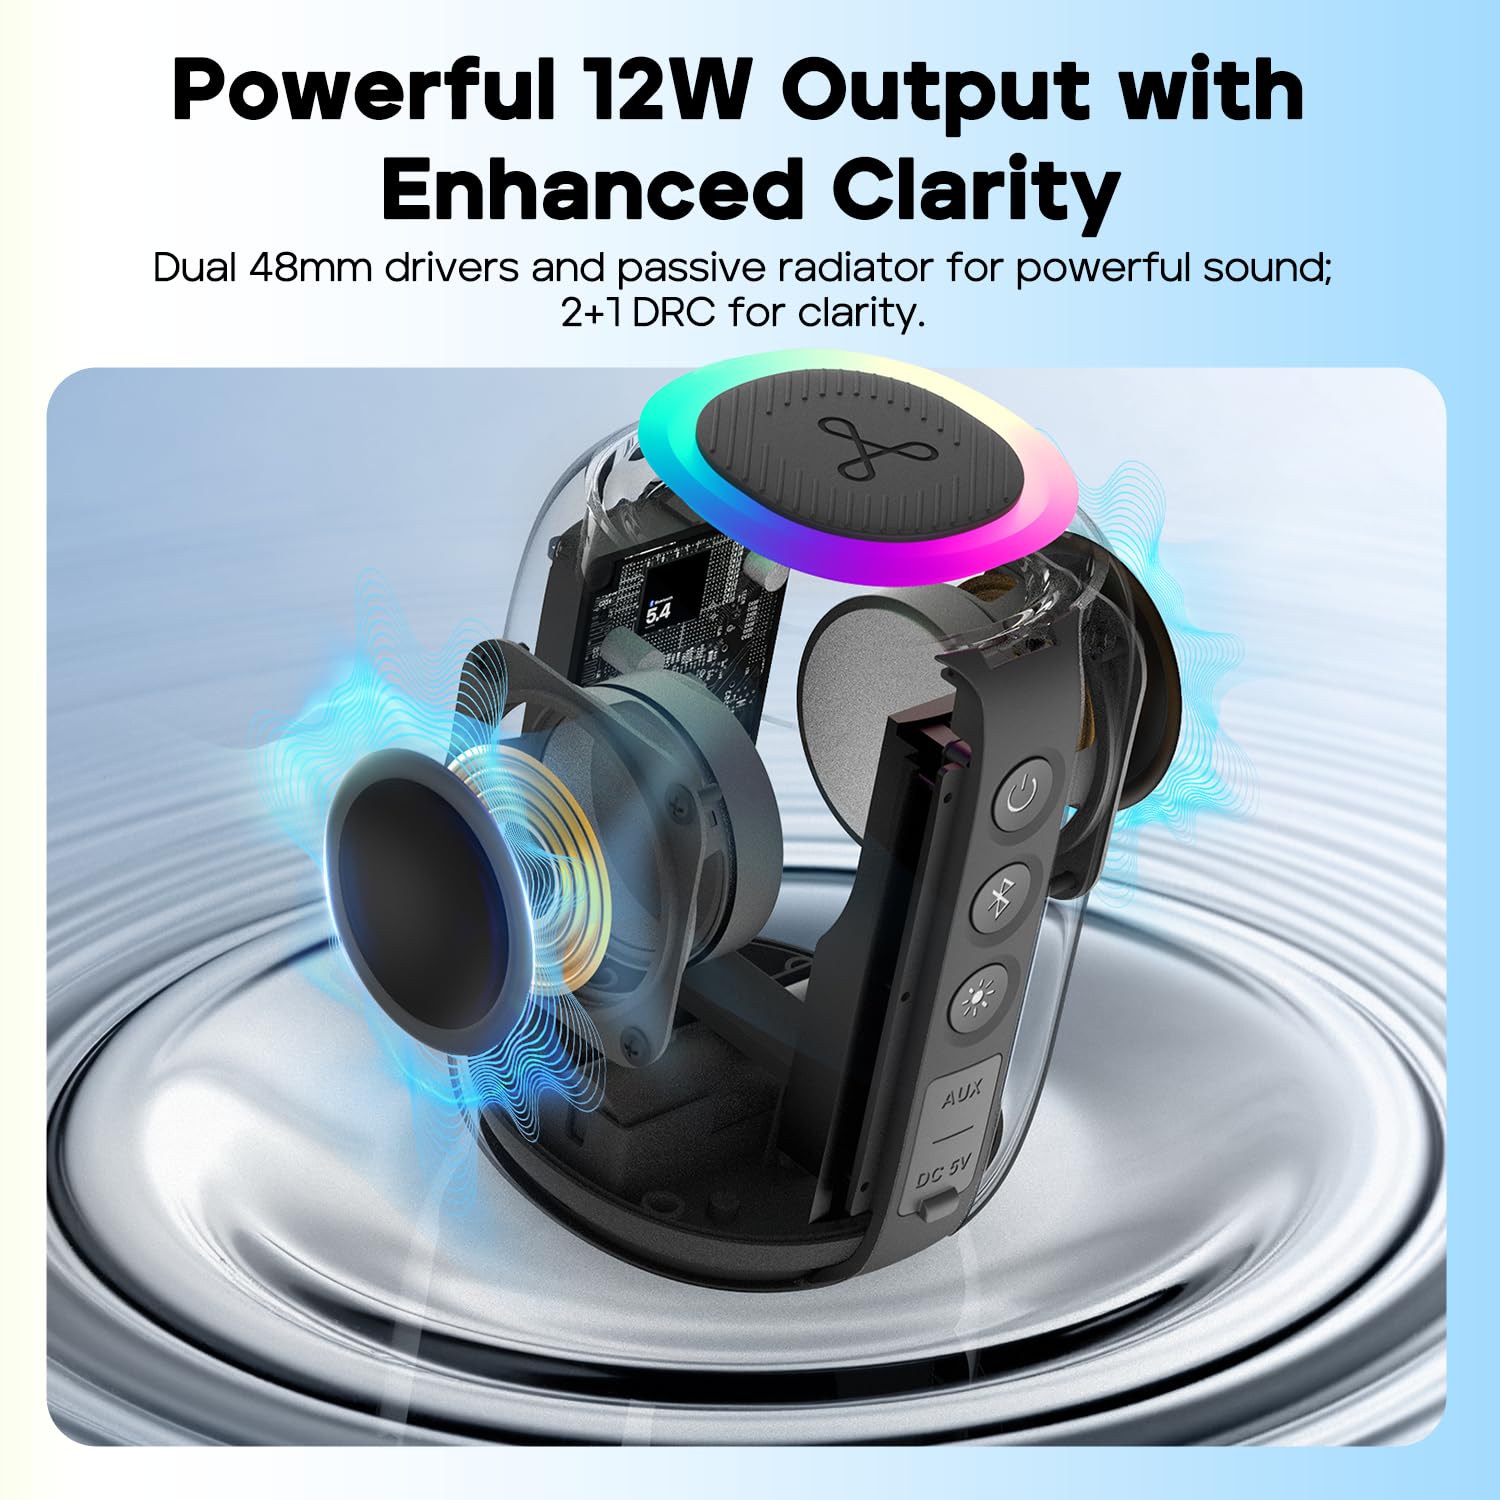 Powerful 12W Output with
Enhanced Clarity
Dual 48mm drivers and passive radiator for powerful sound;
2+1 DRC for clarity.
Bluetooth
5.4
AUX
DC 5V